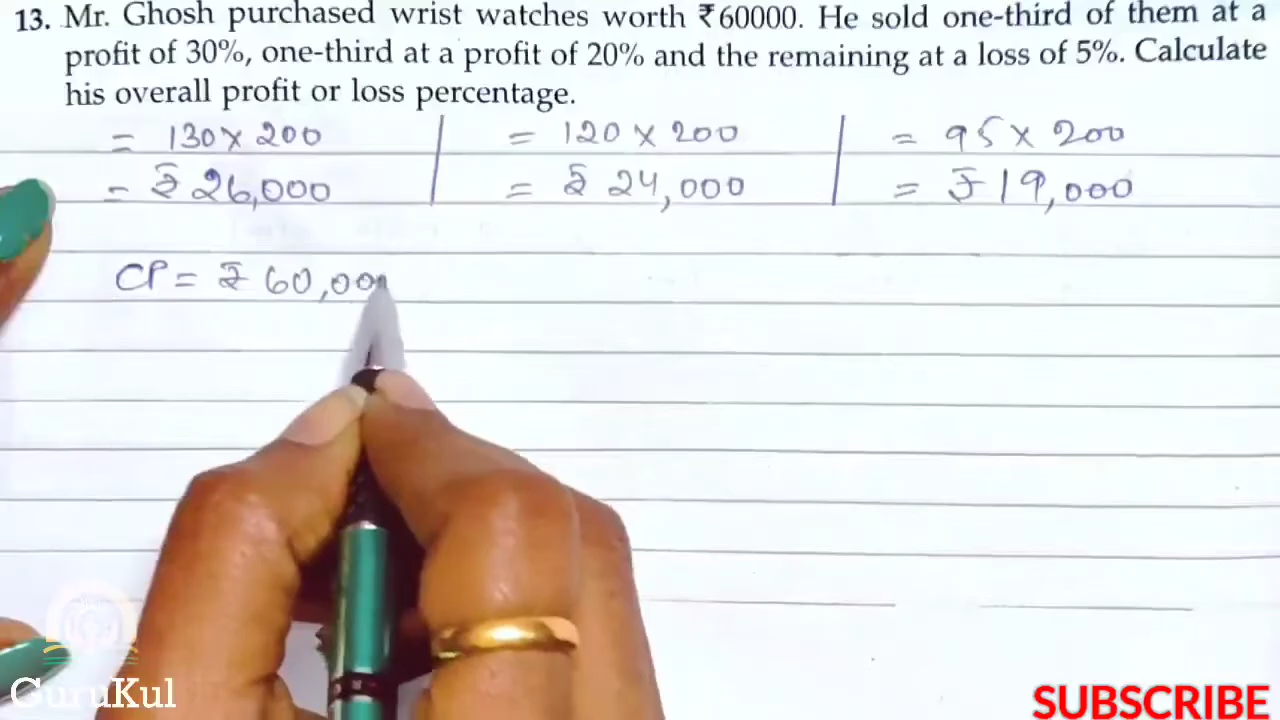 13. Mr. Ghosh purchased wrist watches worth ₹60000. He sold one-third of them at a
profit of 30%, one-third at a profit of 20% and the remaining at a loss of 5%. Calculate
his overall profit or loss percentage.
= 130 x 200 = 120 x 200 = 95 x 200
= ₹ 26,000 = ₹ 24,000 = ₹ 19,000
CP = ₹ 60,000
GuruKul
SUBSCRIBE